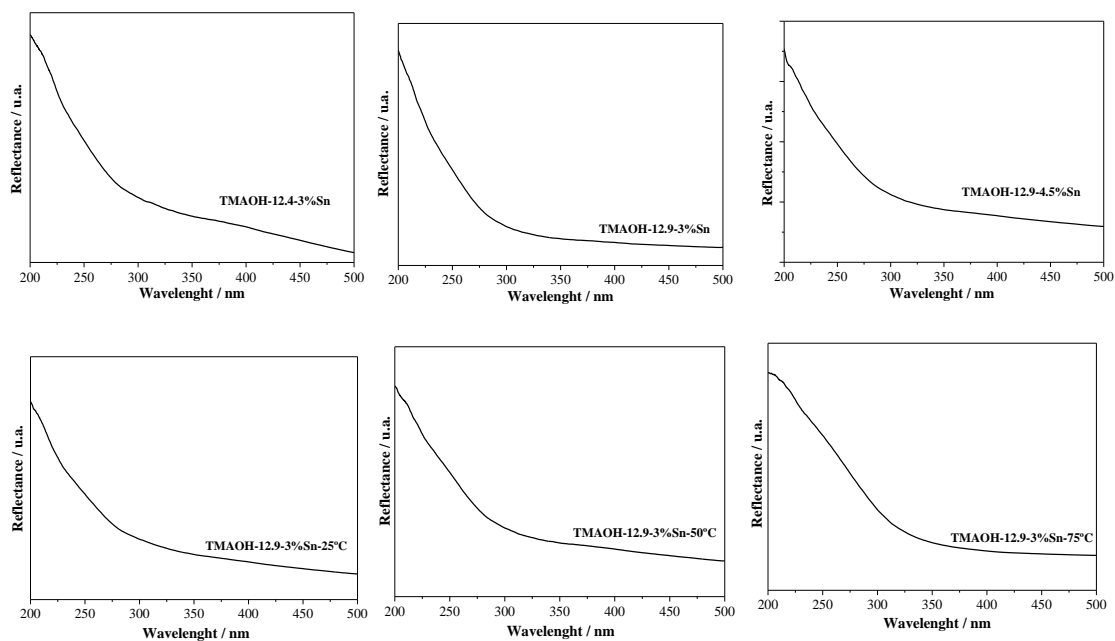 Reflectance / u.a.
TMAOH-12.4-3%Sn
200 250 300 350 400 450 500
Wavelenght / nm
Reflectance / u.a.
TMAOH-12.9-3%Sn
200 250 300 350 400 450 500
Wavelenght / nm
Reflectance / u.a.
TMAOH-12.9-4.5%Sn
200 250 300 350 400 450 500
Wavelenght / nm
Reflectance / u.a.
TMAOH-12.9-3%Sn-25ºC
200 250 300 350 400 450 500
Wavelenght / nm
Reflectance / u.a.
TMAOH-12.9-3%Sn-50ºC
200 250 300 350 400 450 500
Wavelenght / nm
Reflectance / u.a.
TMAOH-12.9-3%Sn-75ºC
200 250 300 350 400 450 500
Wavelenght / nm